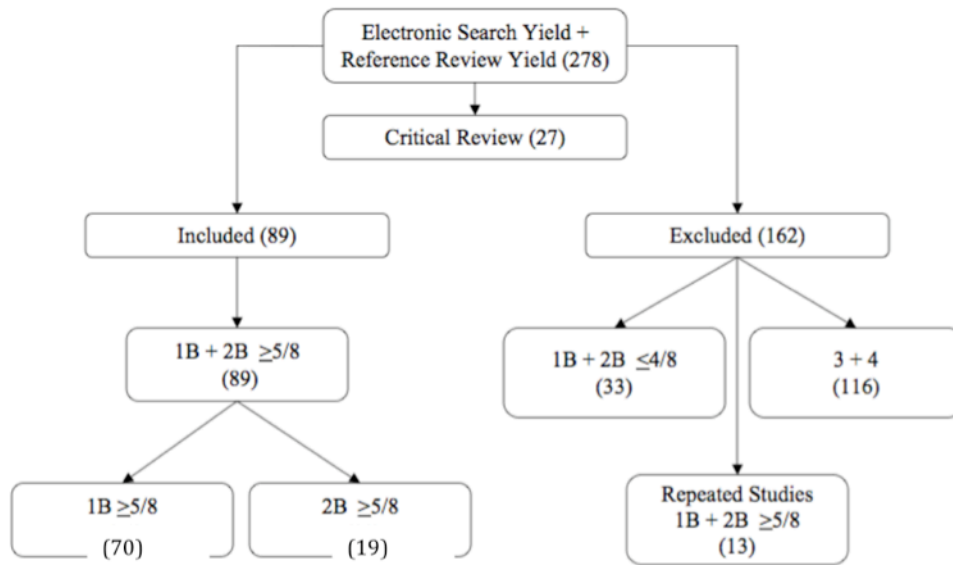 Electronic Search Yield +
Reference Review Yield (278)
Critical Review (27)
Included (89)
Excluded (162)
1B + 2B ≥5/8
(89)
1B + 2B ≤4/8
(33)
3 + 4
(116)
1B ≥5/8
(70)
2B ≥5/8
(19)
Repeated Studies
1B + 2B ≥5/8
(13)